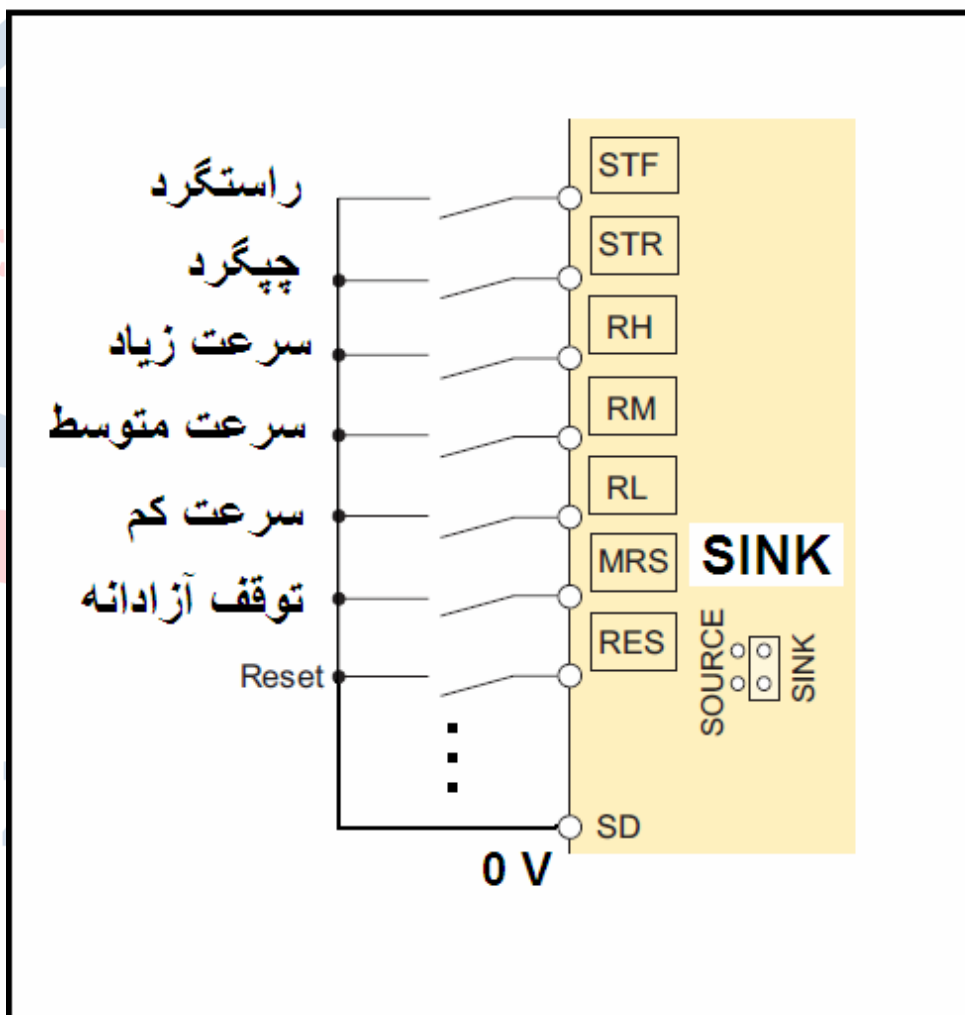 راستگرد
STF
چپگرد
STR
سرعت زیاد
RH
سرعت متوسط
RM
سرعت کم
RL
توقف آزادانه
MRS
SINK
Reset
RES
SOURCE
SINK
SD
0 V